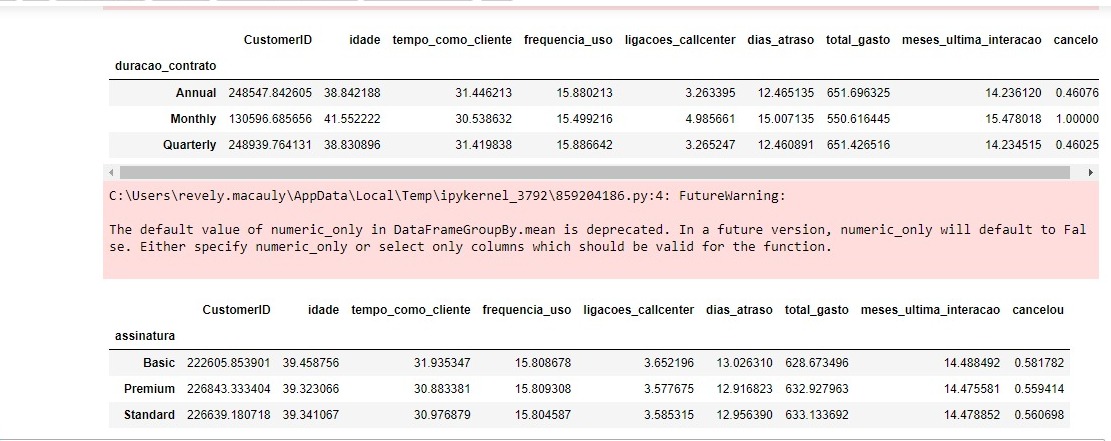 CustomerID idade tempo_como_cliente frequencia_uso ligacoes_callcenter dias_atraso total_gasto meses_ultima_interacao cancelo
duracao_contrato
Annual 248547.842605 38.842188 31.446213 15.880213 3.263395 12.465135 651.696325 14.236120 0.46076
Monthly 130596.685656 41.552222 30.538632 15.499216 4.985661 15.007135 550.616445 15.478018 1.00000
Quarterly 248939.764131 38.830896 31.419838 15.886642 3.265247 12.460891 651.426516 14.234515 0.46025
C:\Users\revely.macauly\AppData\Local\Temp\ipykernel_3792\859204186.py:4: FutureWarning:
The default value of numeric_only in DataFrameGroupBy.mean is deprecated. In a future version, numeric_only will default to Fal
se. Either specify numeric_only or select only columns which should be valid for the function.
CustomerID idade tempo_como_cliente frequencia_uso ligacoes_callcenter dias_atraso total_gasto meses_ultima_interacao cancelou
assinatura
Basic 222605.853901 39.458756 31.935347 15.808678 3.652196 13.026310 628.673496 14.488492 0.581782
Premium 226843.333404 39.323066 30.883381 15.809308 3.577675 12.916823 632.927963 14.475581 0.559414
Standard 226639.180718 39.341067 30.976879 15.804587 3.585315 12.956390 633.133692 14.478852 0.560698